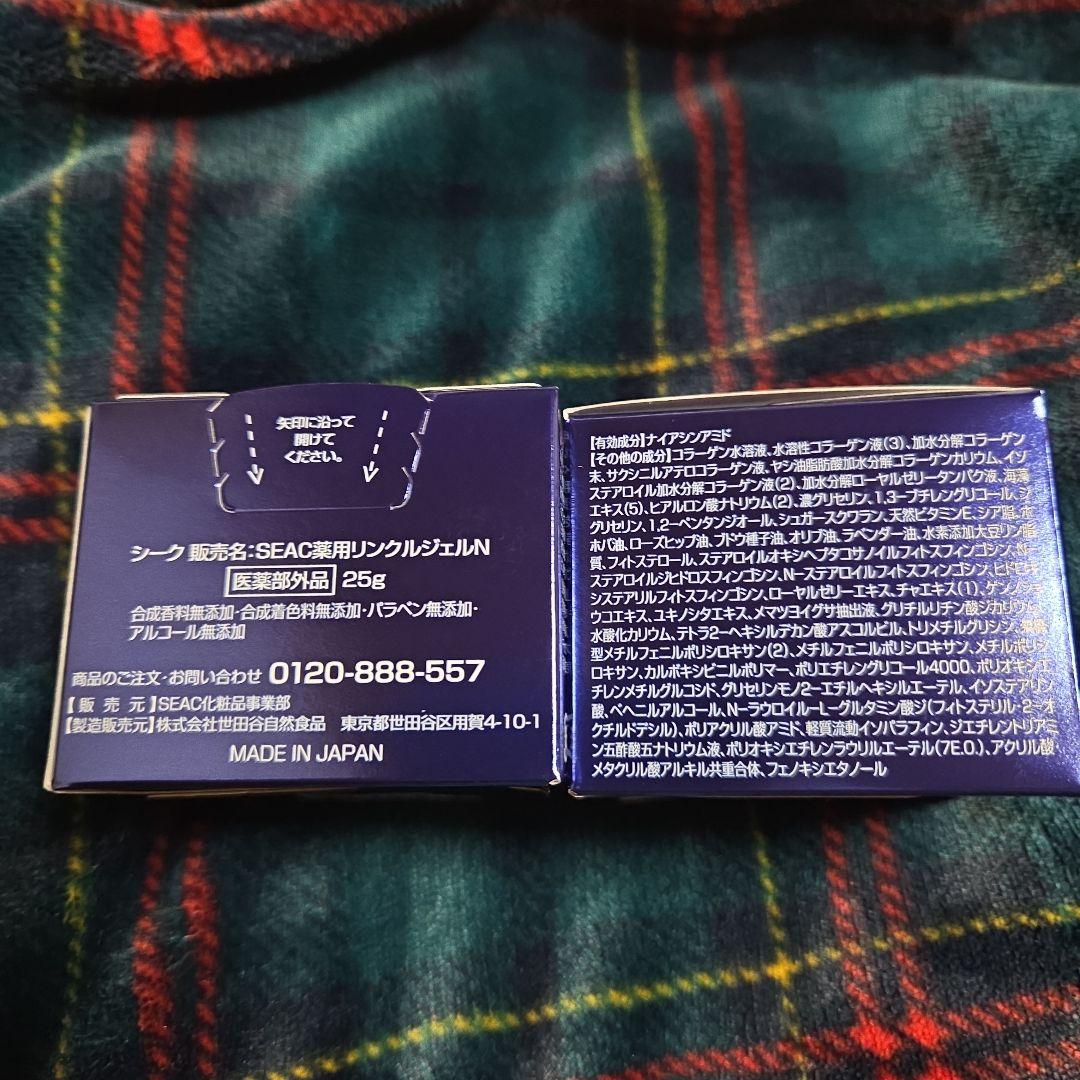 矢印に沿って
開けて
ください。
シーク 販売名:SEAC薬用リンクルジェルN
医薬部外品 25g
合成香料無添加・合成着色料無添加・パラベン無添加・
アルコール無添加
商品のご注文・お問い合わせ 0120-888-557
【販売元】SEAC化粧品事業部
【製造販売元】株式会社世田谷自然食品 東京都世田谷区用賀4-10-1
MADE IN JAPAN
【有効成分】ナイアシンアミド
【その他の成分】コラーゲン水溶液、水溶性コラーゲン液(3)、加水分解コラーゲン
末、サクシニルアテロコラーゲン液、ヤシ油脂肪酸加水分解コラーゲンカリウム、イソ
ステアロイル加水分解コラーゲン液(2)、加水分解ローヤルゼリータンパク液、海藻
エキス(5)、ヒアルロン酸ナトリウム(2)、濃グリセリン、1,3-ブチレングリコール、ジ
グリセリン、1,2-ペンタンジオール、シュガースクワラン、天然ビタミンE、シア脂、ホ
ホバ油、ローズヒップ油、ブドウ種子油、オリブ油、ラベンダー油、水素添加大豆リン脂
質、フィトステロール、ステアロイルオキシヘプタコサノイルフィトスフィンゴシン、N-
ステアロイルジヒドロスフィンゴシン、N-ステアロイルフィトスフィンゴシン、ヒドロキ
システアリルフィトスフィンゴシン、ローヤルゼリーエキス、チャエキス(1)、ゲンノショ
ウコエキス、ユキノシタエキス、メマツヨイグサ抽出液、グリチルリチン酸ジカリウム、
水酸化カリウム、テトラ2-ヘキシルデカン酸アスコルビル、トリメチルグリシン、架橋
型メチルフェニルポリシロキサン(2)、メチルフェニルポリシロキサン、メチルポリシ
ロキサン、カルボキシビニルポリマー、ポリエチレングリコール4000、ポリオキシエ
チレンメチルグルコシド、グリセリンモノ2-エチルヘキシルエーテル、イソステアリン
酸、ベヘニルアルコール、N-ラウロイル-L-グルタミン酸ジ(フィトステリル・2-オ
クチルドデシル)、ポリアクリル酸アミド、軽質流動イソパラフィン、ジエチレントリアミ
ン五酢酸五ナトリウム液、ポリオキシエチレンラウリルエーテル(7E.O.)、アクリル酸・
メタクリル酸アルキル共重合体、フェノキシエタノール